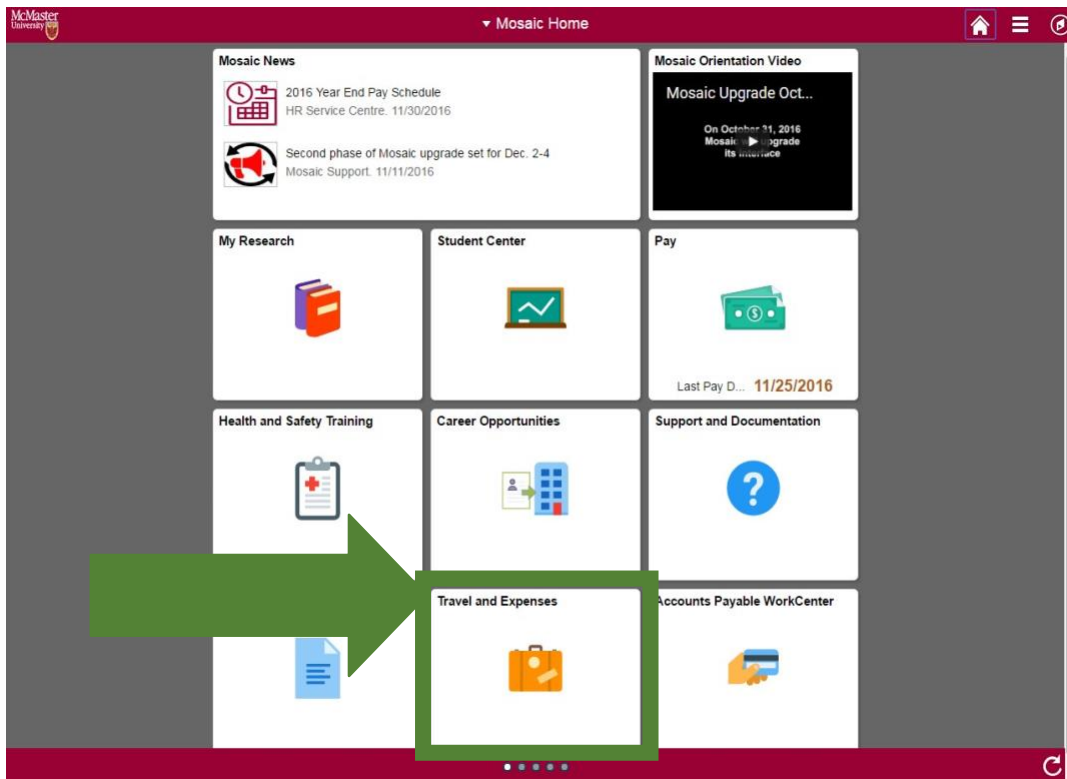 McMaster
University
Mosaic Home
Mosaic News
2016 Year End Pay Schedule
HR Service Centre. 11/30/2016
Second phase of Mosaic upgrade set for Dec. 2-4
Mosaic Support. 11/11/2016
Mosaic Orientation Video
Mosaic Upgrade Oct...
On October 31, 2016
Mosaic will upgrade
its interface
My Research
Student Center
Pay
Last Pay D... 11/25/2016
Health and Safety Training
Career Opportunities
Support and Documentation
Travel and Expenses
Accounts Payable WorkCenter